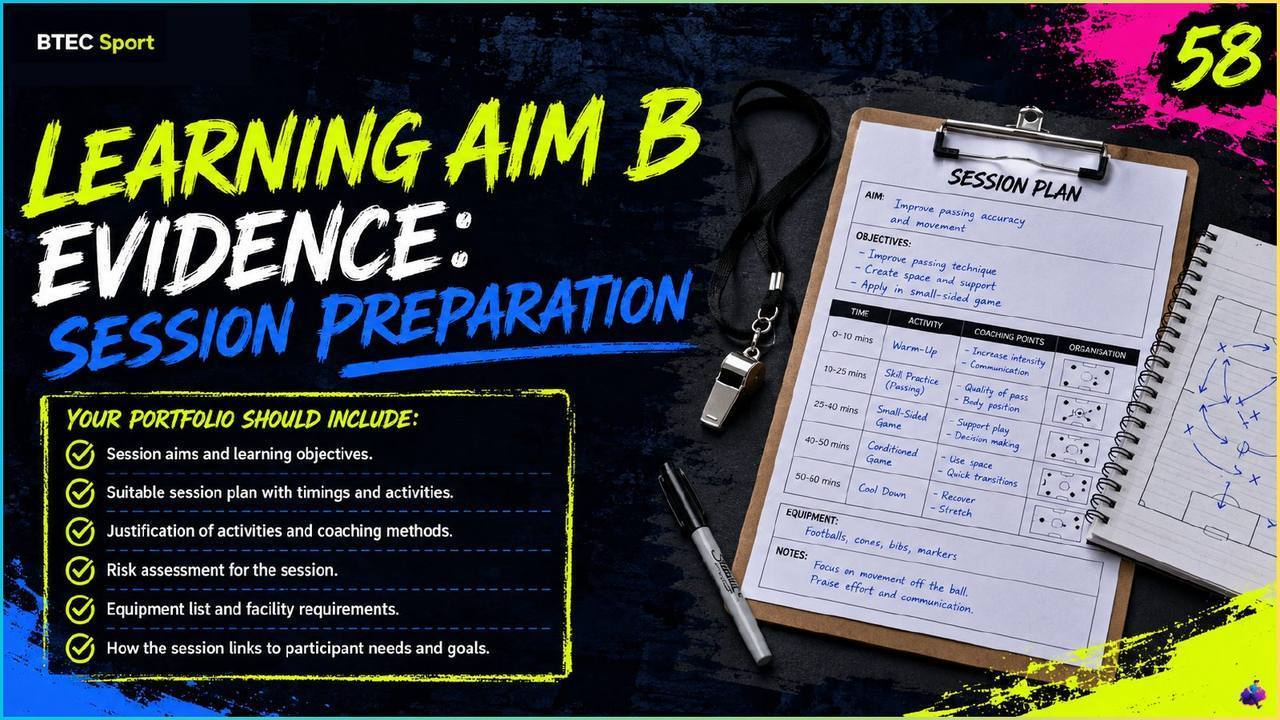 BTEC Sport
58
LEARNING AIM B
EVIDENCE:
SESSION PREPARATION
YOUR PORTFOLIO SHOULD INCLUDE:
Session aims and learning objectives.
Suitable session plan with timings and activities.
Justification of activities and coaching methods.
Risk assessment for the session.
Equipment list and facility requirements.
How the session links to participant needs and goals.
SESSION PLAN
AIM: Improve passing accuracy
and movement
OBJECTIVES:
- Improve passing technique
- Create space and support
- Apply in small-sided game
TIME ACTIVITY COACHING POINTS ORGANISATION
0-10 mins Warm-Up - Increase intensity
- Communication
10-25 mins Skill Practice - Quality of pass
(Passing) - Body position
25-40 mins Small-Sided - Support play
Game - Decision making
40-50 mins Conditioned - Use space
Game - Quick transitions
50-60 mins Cool Down - Recover
- Stretch
EQUIPMENT:
Footballs, cones, bibs, markers
NOTES:
Focus on movement off the ball.
Praise effort and communication.